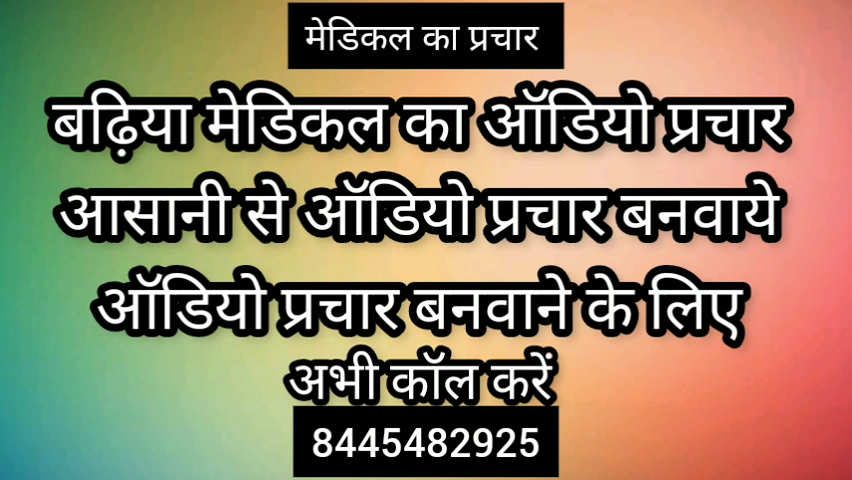 मेडिकल का प्रचार
बढ़िया मेडिकल का ऑडियो प्रचार
आसानी से ऑडियो प्रचार बनवाये
ऑडियो प्रचार बनवाने के लिए
अभी कॉल करें
8445482925